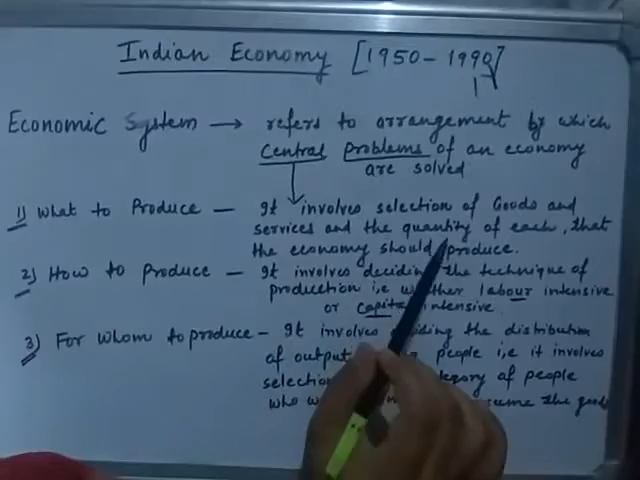 Indian Economy [1950-1990]
Economic System → refers to arrangement by which
central problems of an economy
are solved
1) What to Produce - It involves selection of Goods and
services and the quantity of each, that
the economy should produce.
2) How to produce - It involves the technique of
production i.e whether labour intensive
or intensive
3) For whom to produce - It involves the distribution
of output people i.e it involves
selection of people
who the goods